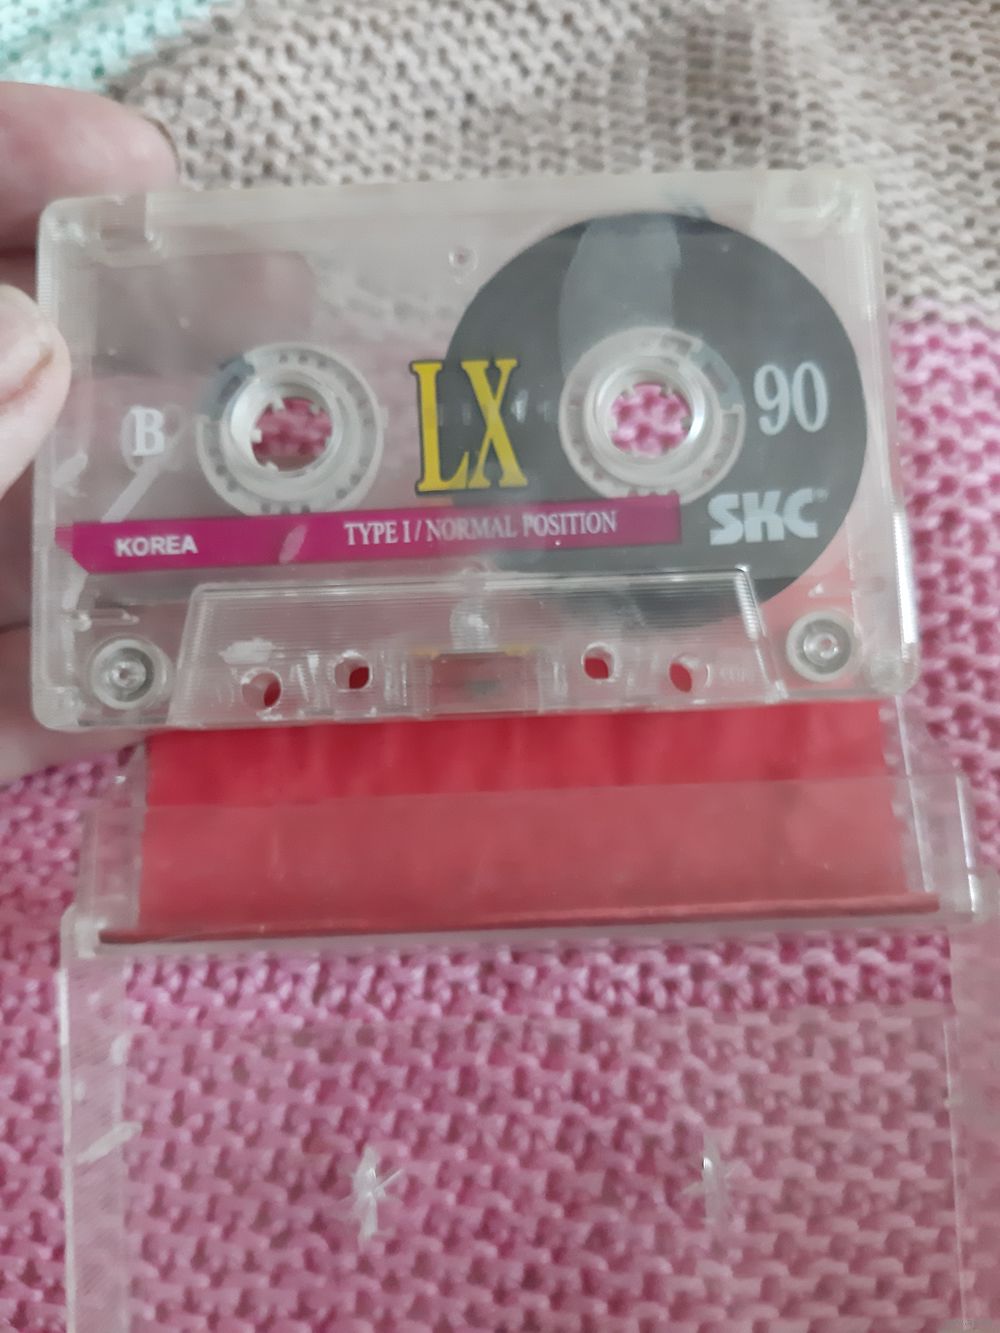 B
LX
90
SKC
KOREA
TYPE I / NORMAL POSITION